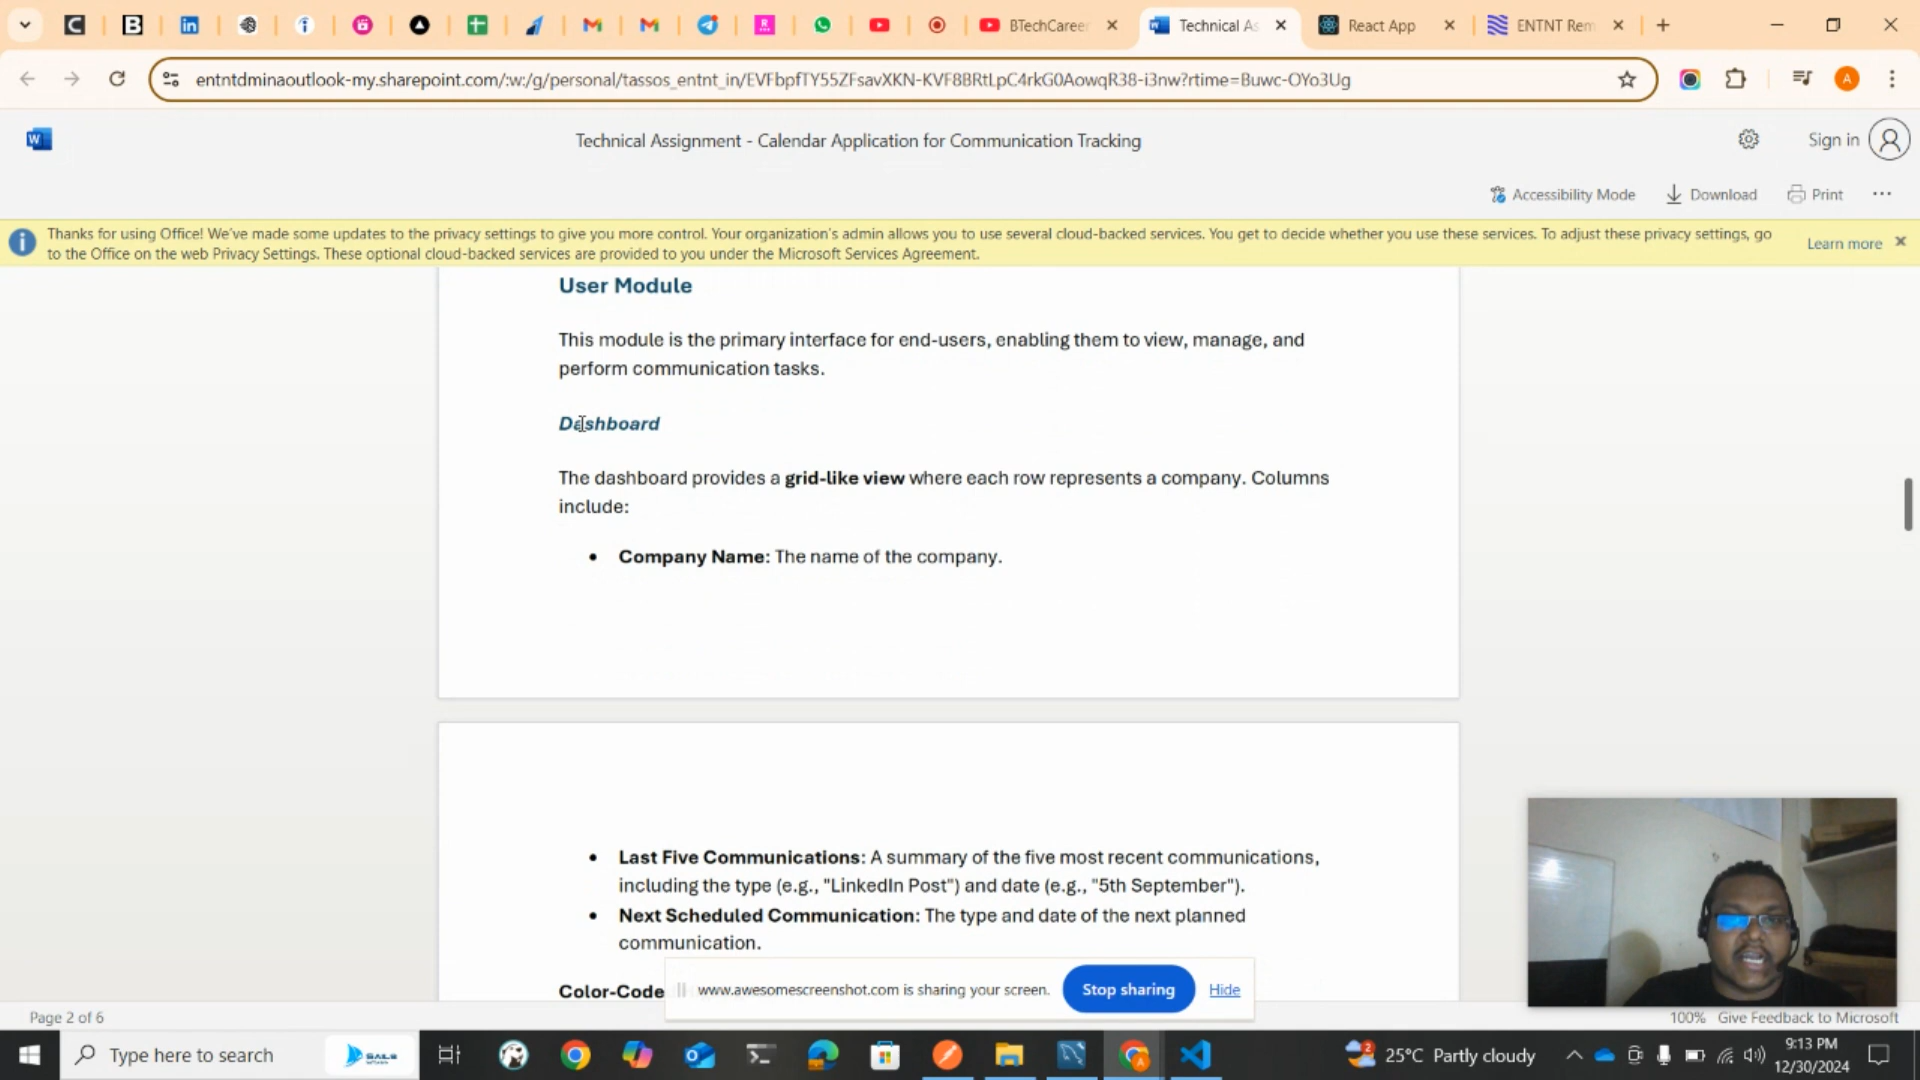 BTechCareer
Technical As
React App
ENTNT Rem
entntdminaoutlook-my.sharepoint.com/:w:/g/personal/tassos_entnt_in/EVFbpfTY55ZFsavXKN-KVF8BRtLpC4rkG0AowqR38-i3nw?rtime=Buwc-OYo3Ug
A
Technical Assignment - Calendar Application for Communication Tracking
Sign in
Accessibility Mode
Download
Print
Thanks for using Office! We've made some updates to the privacy settings to give you more control. Your organization's admin allows you to use several cloud-backed services. You get to decide whether you use these services. To adjust these privacy settings, go
to the Office on the web Privacy Settings. These optional cloud-backed services are provided to you under the Microsoft Services Agreement.
Learn more
User Module
This module is the primary interface for end-users, enabling them to view, manage, and
perform communication tasks.
Dashboard
The dashboard provides a grid-like view where each row represents a company. Columns
include:
• Company Name: The name of the company.
• Last Five Communications: A summary of the five most recent communications,
including the type (e.g., "LinkedIn Post") and date (e.g., "5th September").
• Next Scheduled Communication: The type and date of the next planned
communication.
Color-Code
www.awesomescreenshot.com is sharing your screen.
Stop sharing
Hide
Page 2 of 6
100%
Give Feedback to Microsoft
Type here to search
25°C Partly cloudy
9:13 PM
12/30/2024